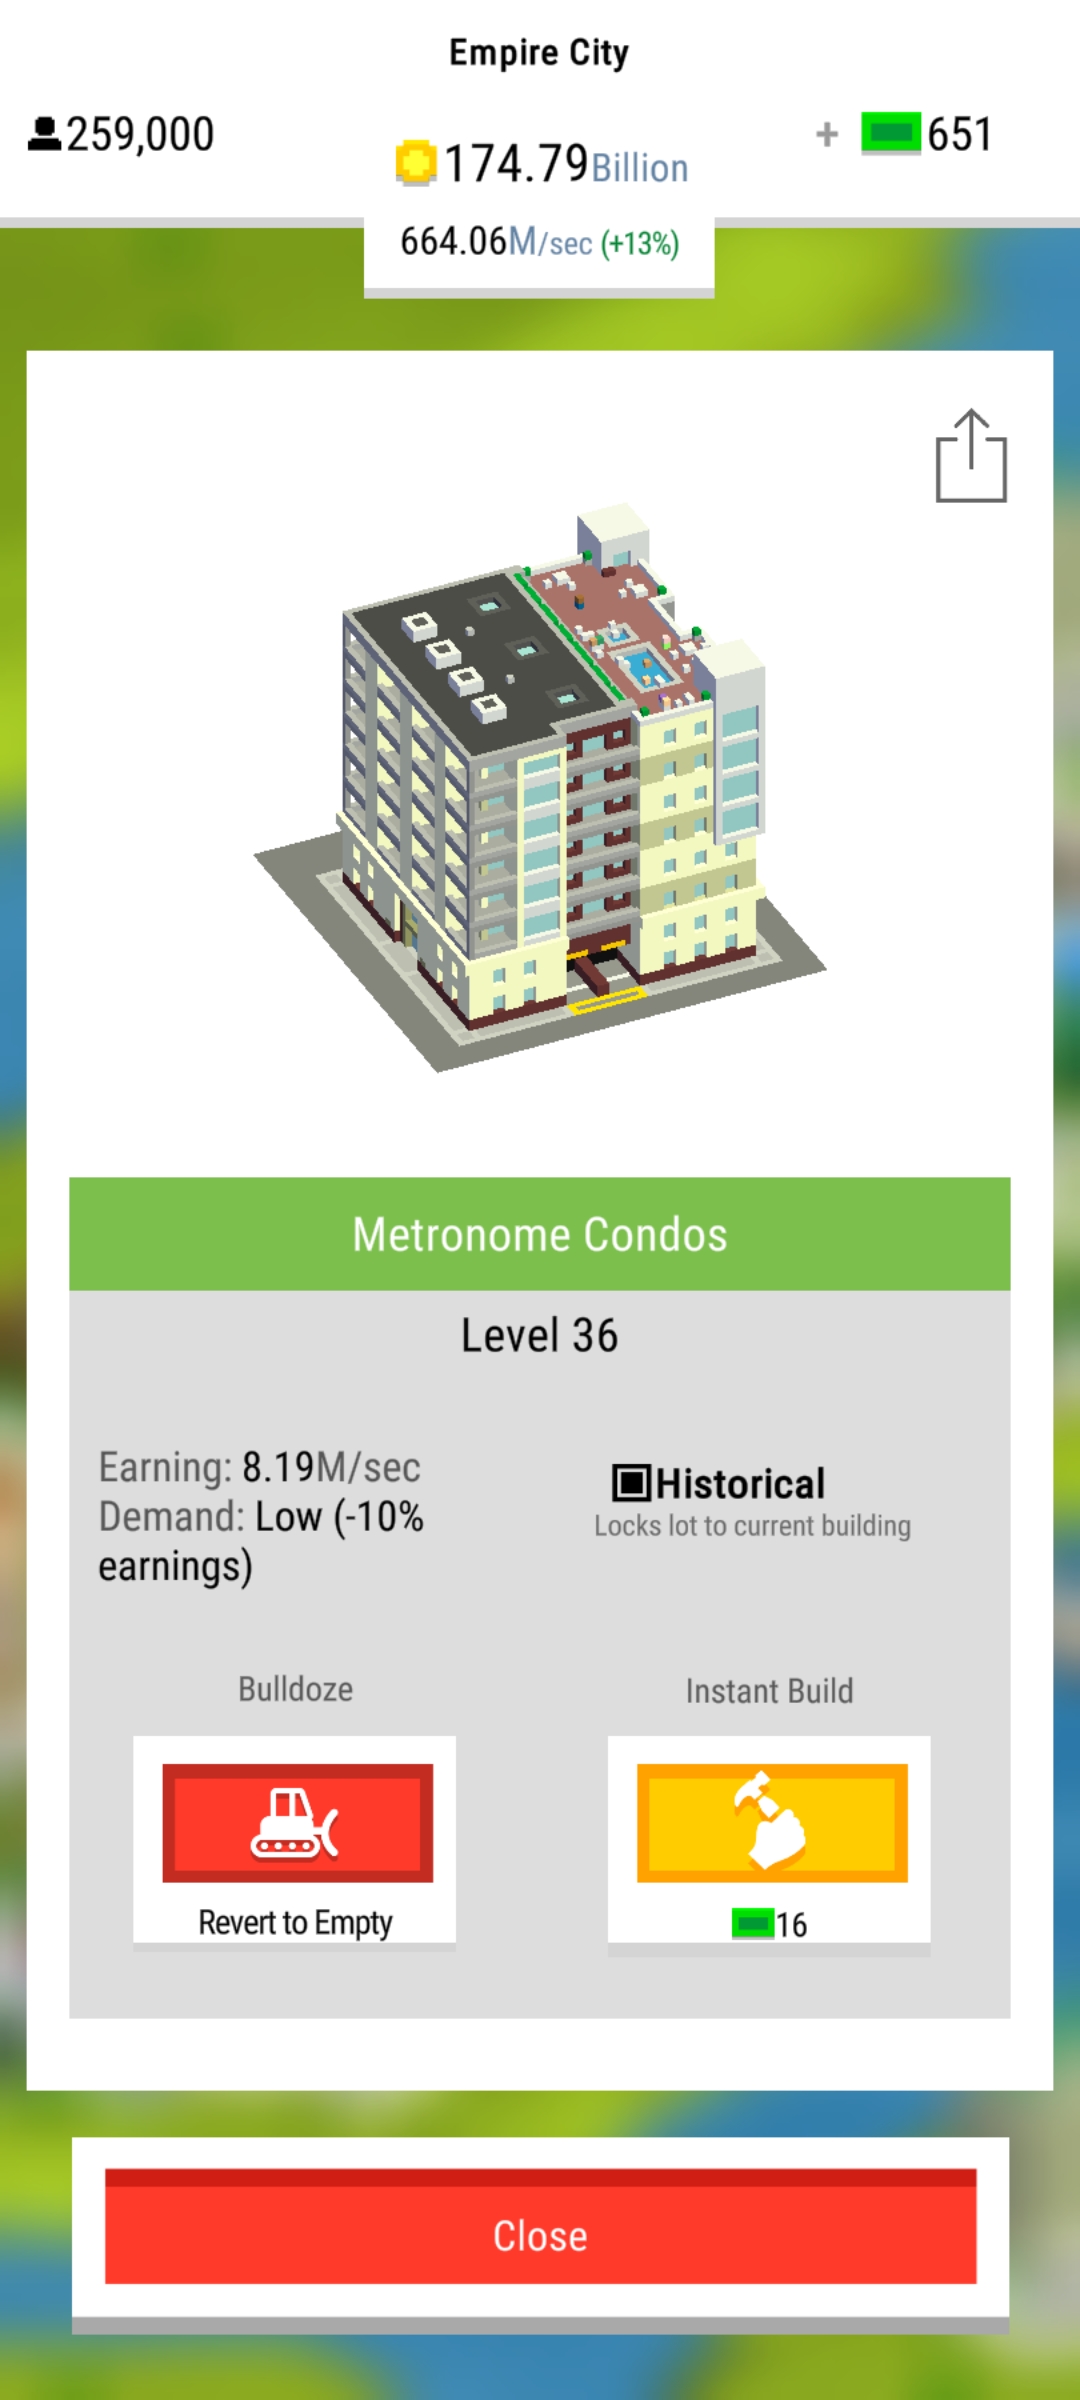 Empire City
259,000
174.79Billion
+ 651
664.06M/sec (+13%)
Metronome Condos
Level 36
Earning: 8.19M/sec
Demand: Low (-10%
earnings)
Historical
Locks lot to current building
Bulldoze
Instant Build
Revert to Empty
16
Close